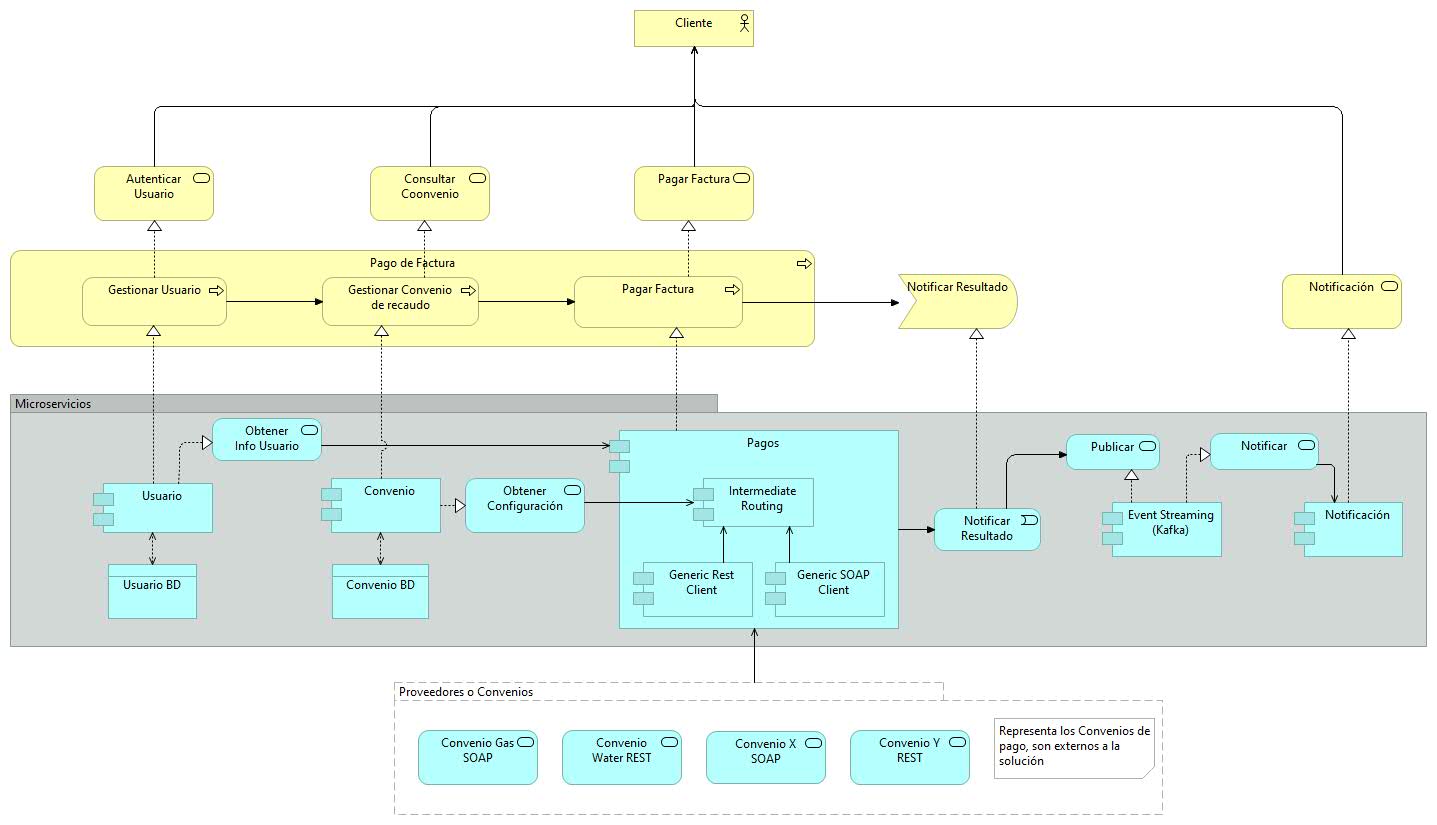 Cliente
Autenticar
Usuario
Consultar
Coonvenio
Pagar Factura
Pago de Factura
Gestionar Usuario
Gestionar Convenio
de recaudo
Pagar Factura
Notificar Resultado
Notificación
Microservicios
Obtener
Info Usuario
Usuario
Usuario BD
Convenio
Convenio BD
Obtener
Configuración
Pagos
Intermediate
Routing
Generic Rest
Client
Generic SOAP
Client
Notificar
Resultado
Publicar
Event Streaming
(Kafka)
Notificar
Notificación
Proveedores o Convenios
Convenio Gas
SOAP
Convenio
Water REST
Convenio X
SOAP
Convenio Y
REST
Representa los Convenios de
pago, son externos a la
solución